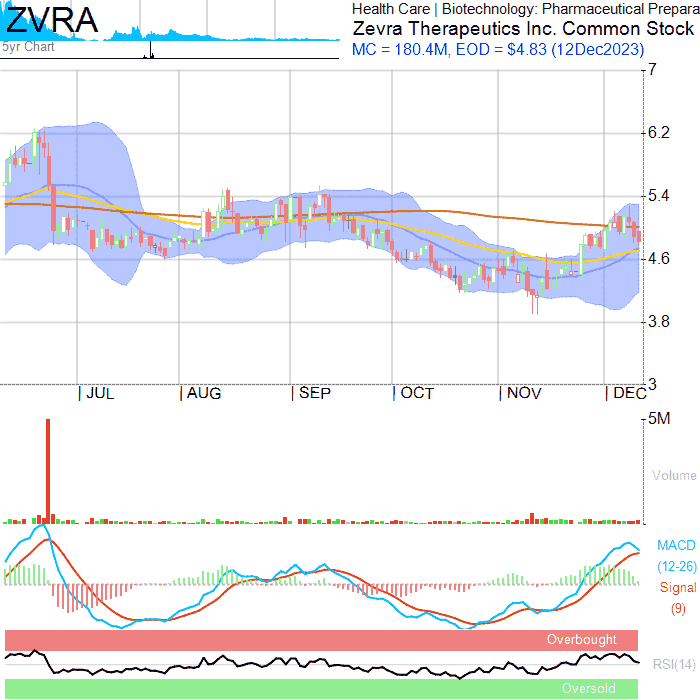 ZVRA
5yr Chart
Health Care | Biotechnology: Pharmaceutical Prepara
Zevra Therapeutics Inc. Common Stock
MC = 180.4M, EOD = $4.83 (12Dec2023)
7
6.2
5.4
4.6
3.8
3
JUL AUG SEP OCT NOV DEC
5M
Volume
MACD
(12-26)
Signal
(9)
Overbought
RSI(14)
Oversold